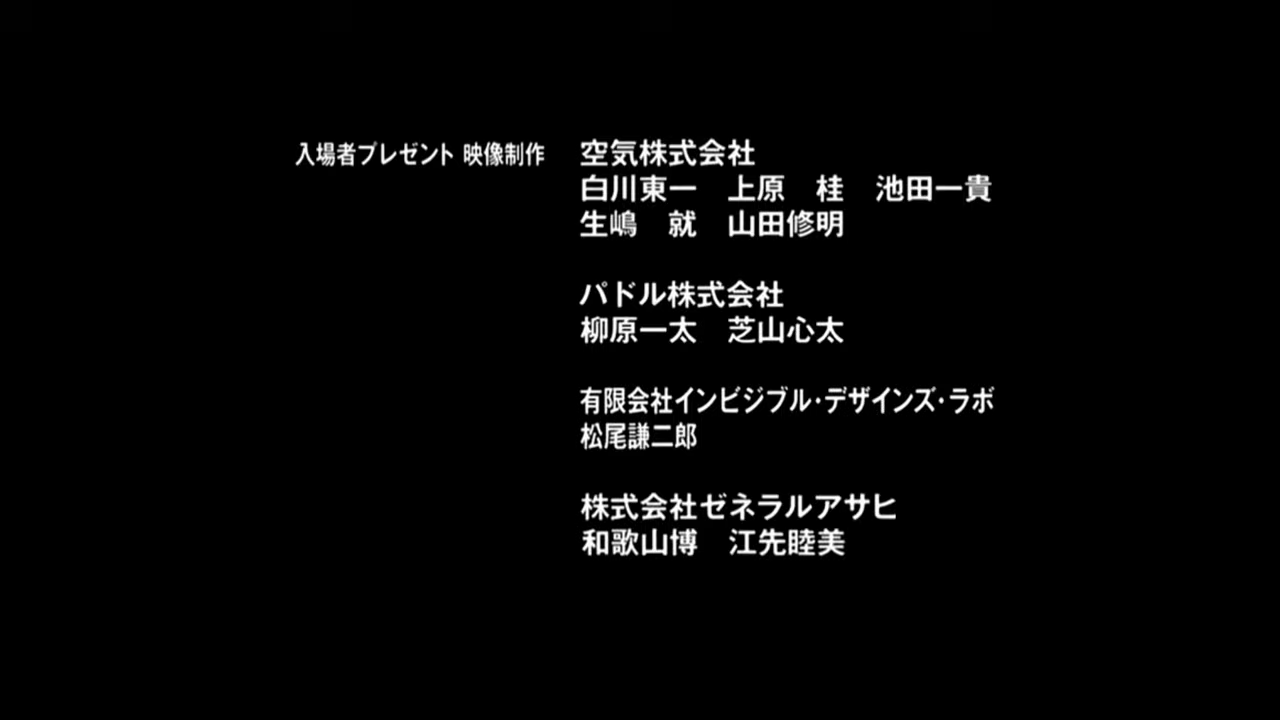 入場者プレゼント 映像制作　空気株式会社
白川東一　上原　桂　池田一貴
生嶋　就　山田修明
パドル株式会社
柳原一太　芝山心太
有限会社インビジブル・デザインズ・ラボ
松尾謙二郎
株式会社ゼネラルアサヒ
和歌山博　江先睦美